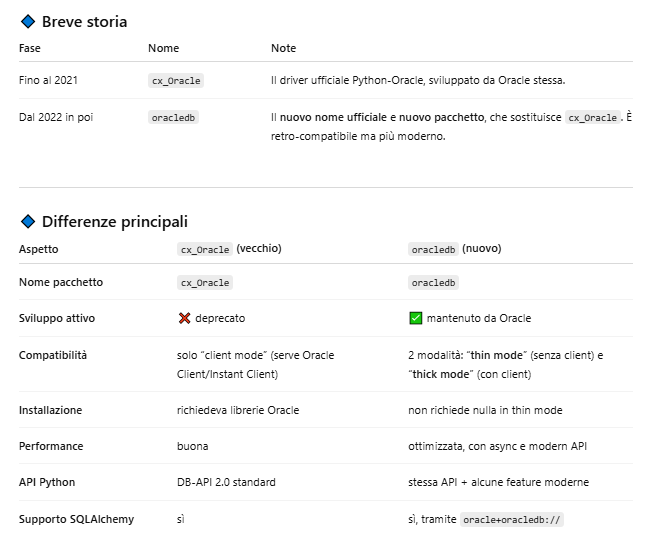 Breve storia
Fase Nome Note
Fino al 2021 cx_Oracle Il driver ufficiale Python-Oracle, sviluppato da Oracle stessa.
Dal 2022 in poi oracledb Il nuovo nome ufficiale e nuovo pacchetto, che sostituisce cx_Oracle. È
retro-compatibile ma più moderno.
Differenze principali
Aspetto cx_Oracle (vecchio) oracledb (nuovo)
Nome pacchetto cx_Oracle oracledb
Sviluppo attivo ❌ deprecato ✅ mantenuto da Oracle
Compatibilità solo “client mode” (serve Oracle 2 modalità: “thin mode” (senza client) e
Client/Instant Client) “thick mode” (con client)
Installazione richiedeva librerie Oracle non richiede nulla in thin mode
Performance buona ottimizzata, con async e modern API
API Python DB-API 2.0 standard stessa API + alcune feature moderne
Supporto SQLAlchemy sì sì, tramite oracle+oracledb://